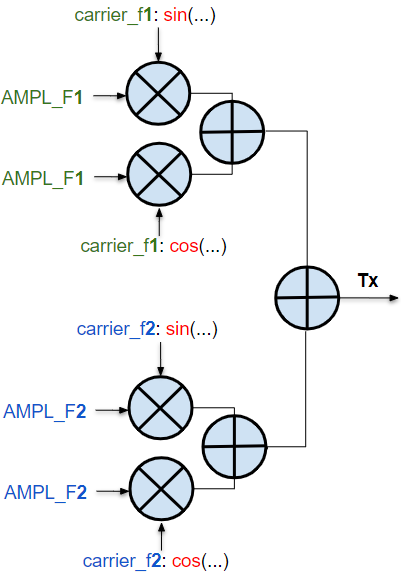 carrier_f1: sin(...)
AMPL_F1
AMPL_F1
carrier_f1: cos(...)
Tx
carrier_f2: sin(...)
AMPL_F2
AMPL_F2
carrier_f2: cos(...)